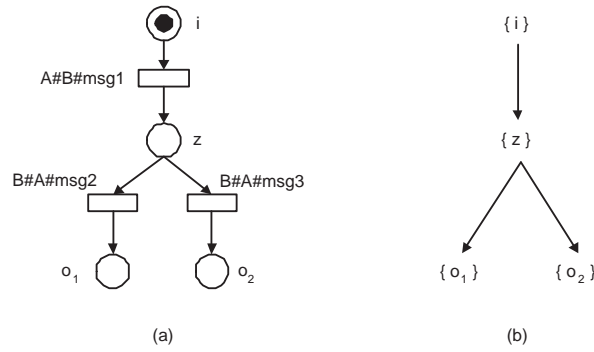 i
A#B#msg1
z
B#A#msg2
B#A#msg3
o1
o2
(a)
{ i }
{ z }
{ o1 }
{ o2 }
(b)